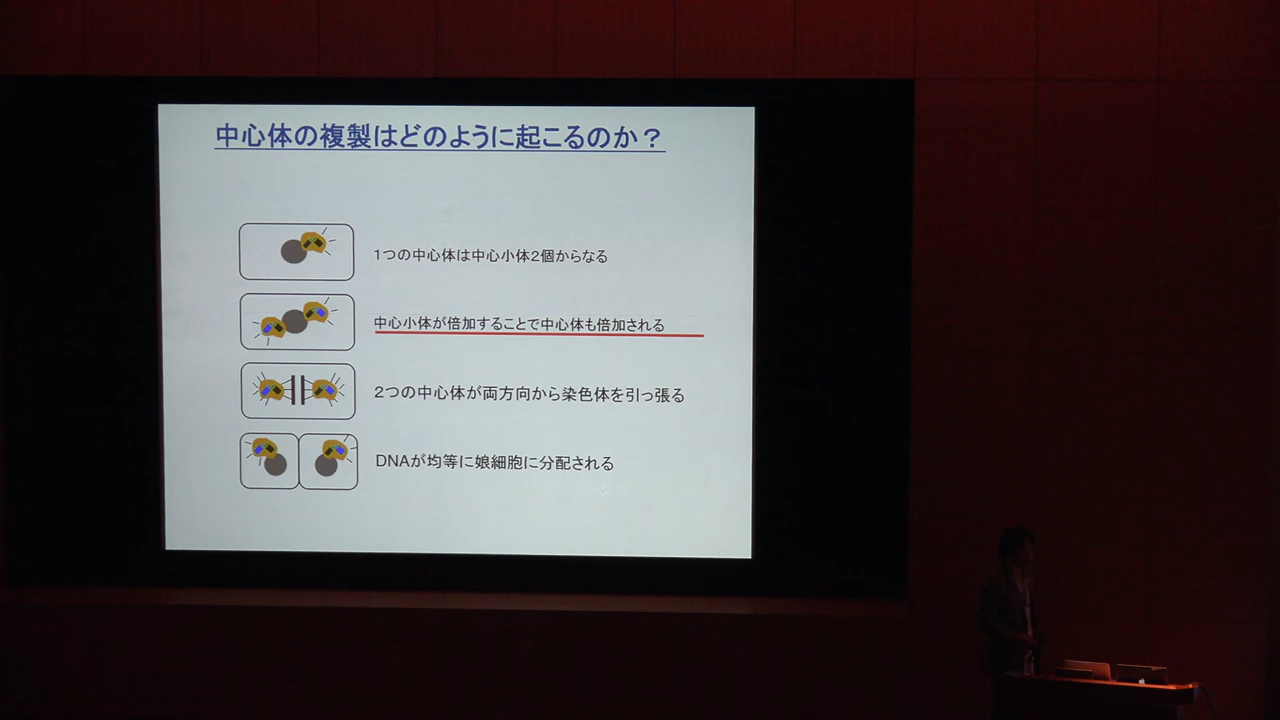 中心体の複製はどのように起こるのか？
1つの中心体は中心小体2個からなる
中心小体が倍加することで中心体も倍加される
2つの中心体が両方向から染色体を引っ張る
DNAが均等に娘細胞に分配される